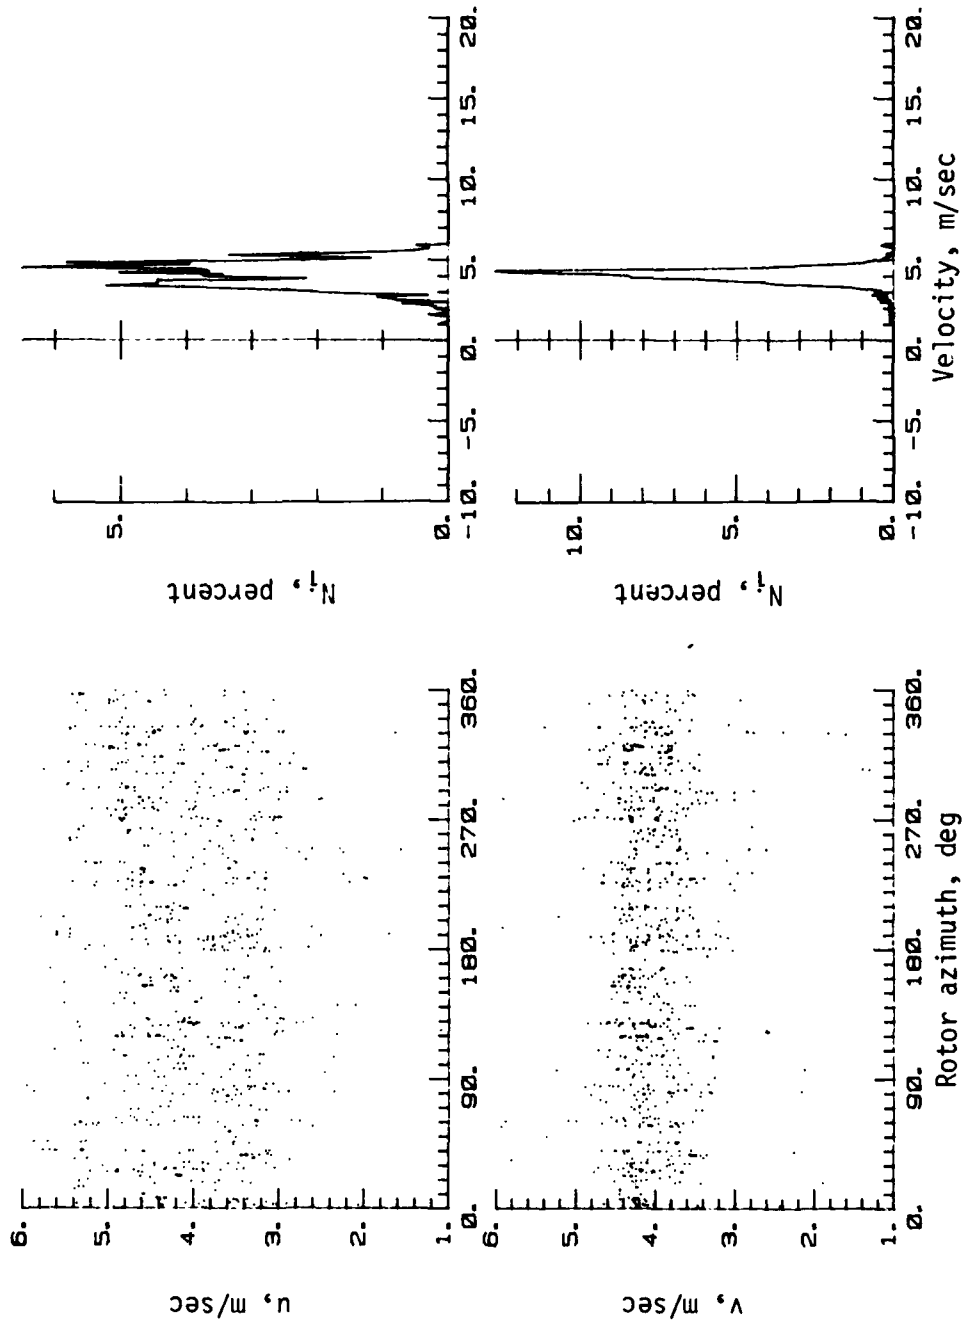 u, m/sec
6.
5.
4.
3.
2.
1.
0. 90. 180. 270. 360.
N_i, percent
5.
0.
-10. -5. 0. 5. 10. 15. 20.
v, m/sec
6.
5.
4.
3.
2.
1.
0. 90. 180. 270. 360.
Rotor azimuth, deg
N_i, percent
10.
5.
0.
-10. -5. 0. 5. 10. 15. 20.
Velocity, m/sec